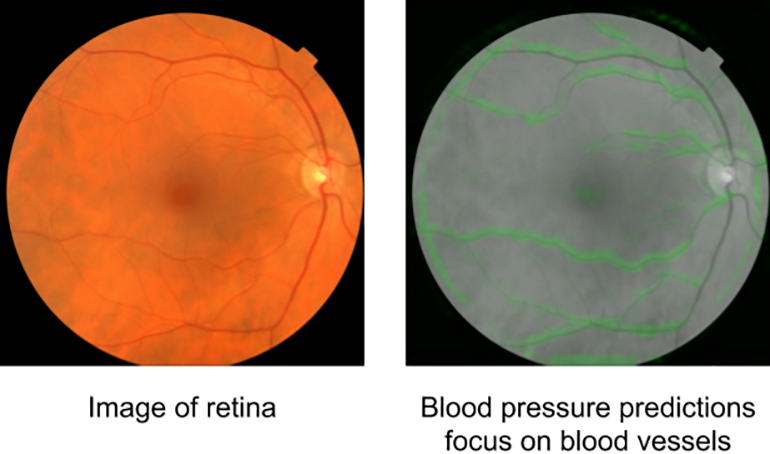 Image of retina
Blood pressure predictions
focus on blood vessels